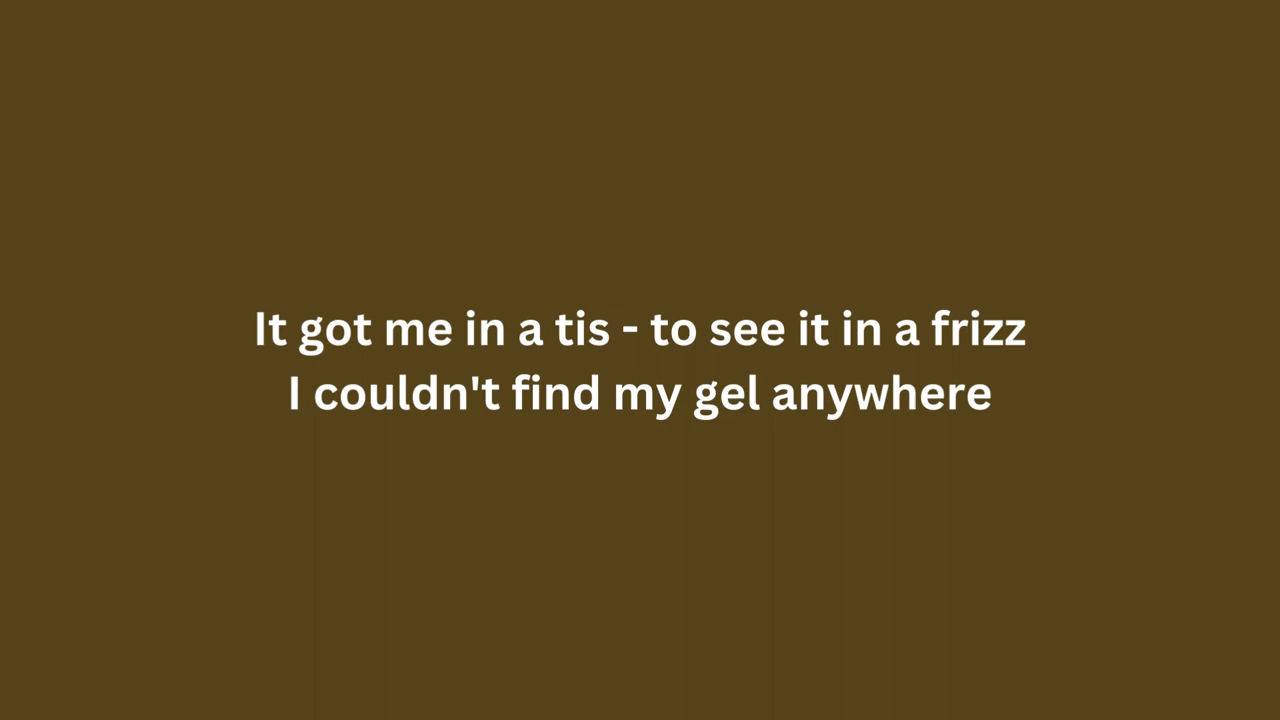 It got me in a tis - to see it in a frizz
I couldn't find my gel anywhere